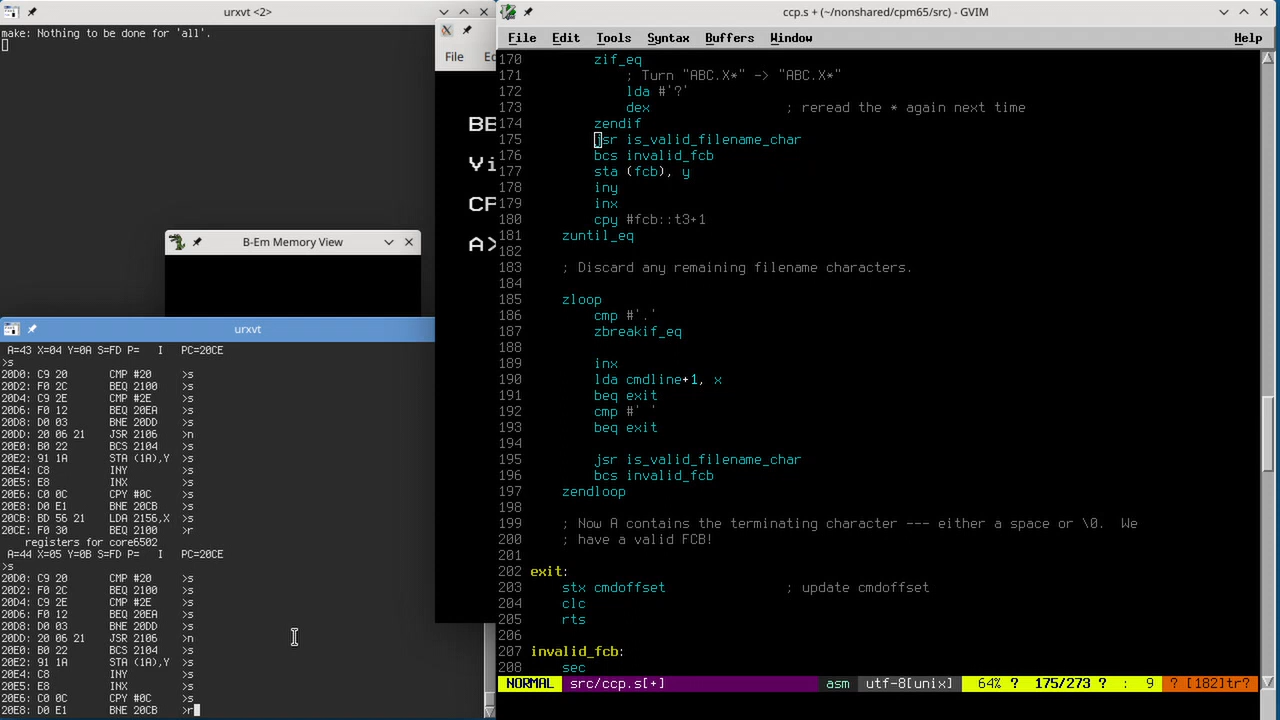 urxvt <2>
make: Nothing to be done for 'all'.
File
BE
Vi
CP
A>
B-Em Memory View
urxvt
A=43 X=04 Y=0A S=FD P=   I   PC=20CE
>s
20D0: C9 20       CMP #20     >s
20D2: F0 2C       BEQ 2100    >s
20D4: C9 2E       CMP #2E     >s
20D6: F0 12       BEQ 20EA    >s
20D8: D0 03       BNE 20DD    >s
20DD: 20 06 21    JSR 2106    >n
20E0: B0 22       BCS 2104    >s
20E2: 91 1A       STA (1A),Y  >s
20E4: C8          INY         >s
20E5: E8          INX         >s
20E6: C0 0C       CPY #0C     >s
20E8: D0 E1       BNE 20CB    >s
20CB: BD 56 21    LDA 2156,X  >s
20CE: F0 30       BEQ 2100    >r
registers for core6502
A=44 X=05 Y=0B S=FD P=   I   PC=20CE
>s
20D0: C9 20       CMP #20     >s
20D2: F0 2C       BEQ 2100    >s
20D4: C9 2E       CMP #2E     >s
20D6: F0 12       BEQ 20EA    >s
20D8: D0 03       BNE 20DD    >s
20DD: 20 06 21    JSR 2106    >n
20E0: B0 22       BCS 2104    >s
20E2: 91 1A       STA (1A),Y  >s
20E4: C8          INY         >s
20E5: E8          INX         >s
20E6: C0 0C       CPY #0C     >s
20E8: D0 E1       BNE 20CB    >r
ccp.s + (~/nonshared/cpm65/src) - GVIM
File Edit Tools Syntax Buffers Window Help
170         zif_eq
171             ; Turn "ABC.X*" -> "ABC.X*"
172             lda #'?'
173             dex                 ; reread the * again next time
174         zendif
175         jsr is_valid_filename_char
176         bcs invalid_fcb
177         sta (fcb), y
178         iny
179         inx
180         cpy #fcb::t3+1
181     zuntil_eq
182
183     ; Discard any remaining filename characters.
184
185     zloop
186         cmp #'.'
187         zbreakif_eq
188
189         inx
190         lda cmdline+1, x
191         beq exit
192         cmp #' '
193         beq exit
194
195         jsr is_valid_filename_char
196         bcs invalid_fcb
197     zendloop
198
199     ; Now A contains the terminating character --- either a space or \0.  We
200     ; have a valid FCB!
201
202 exit:
203     stx cmdoffset               ; update cmdoffset
204     clc
205     rts
206
207 invalid_fcb:
208     sec
NORMAL src/ccp.s[+] asm utf-8[unix] 64% ? 175/273 ? : 9 ? [182]tr?